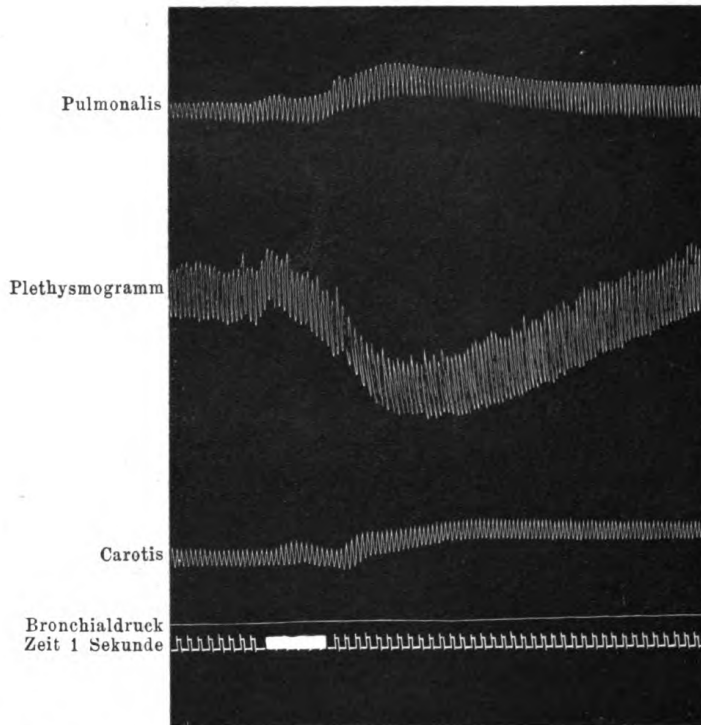 Pulmonalis
Plethysmogramm
Carotis
Bronchialdruck
Zeit 1 Sekunde